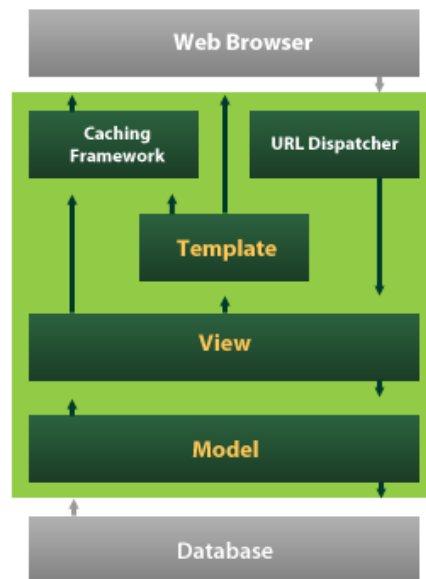 Web Browser
Caching
Framework
URL Dispatcher
Template
View
Model
Database